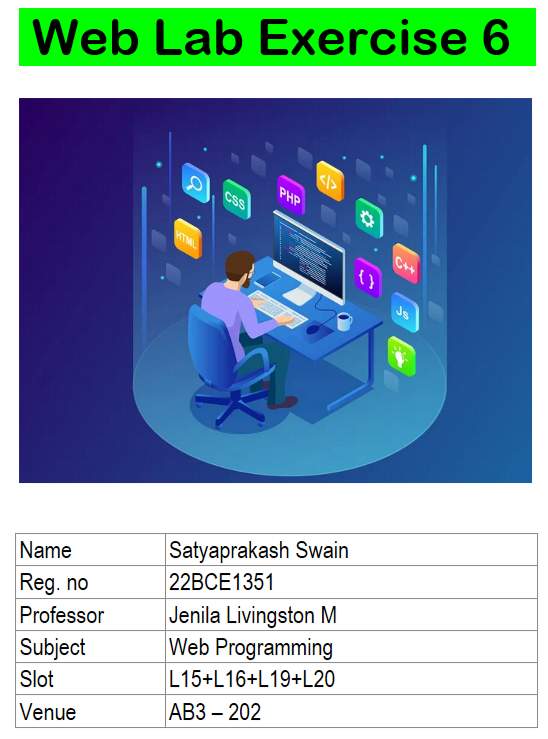 Web Lab Exercise 6
CSS
PHP
</>
HTML
C++
{ }
Js
Name Satyaprakash Swain
Reg. no 22BCE1351
Professor Jenila Livingston M
Subject Web Programming
Slot L15+L16+L19+L20
Venue AB3 – 202